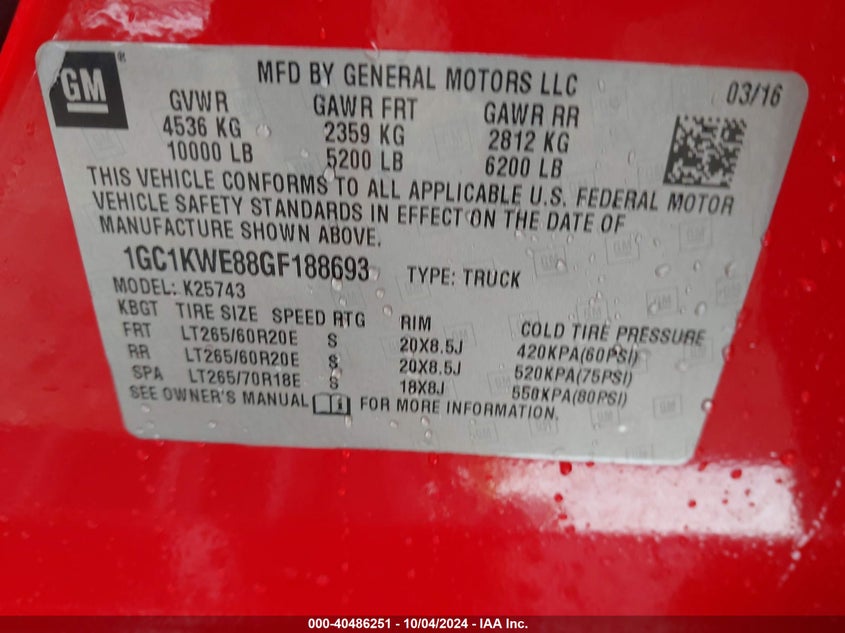 GM
MFD BY GENERAL MOTORS LLC
03/16
GVWR GAWR FRT GAWR RR
4536 KG 2359 KG 2812 KG
10000 LB 5200 LB 6200 LB
THIS VEHICLE CONFORMS TO ALL APPLICABLE U.S. FEDERAL MOTOR
VEHICLE SAFETY STANDARDS IN EFFECT ON THE DATE OF
MANUFACTURE SHOWN ABOVE.
1GC1KWE88GF188693 TYPE: TRUCK
MODEL: K25743
KBGT TIRE SIZE SPEED RTG RIM COLD TIRE PRESSURE
FRT LT265/60R20E S 20X8.5J 420KPA(60PSI)
RR LT265/60R20E S 20X8.5J 520KPA(75PSI)
SPA LT265/70R18E S 18X8J 550KPA(80PSI)
SEE OWNER'S MANUAL FOR MORE INFORMATION.
000-40486251 - 10/04/2024 - IAA Inc.